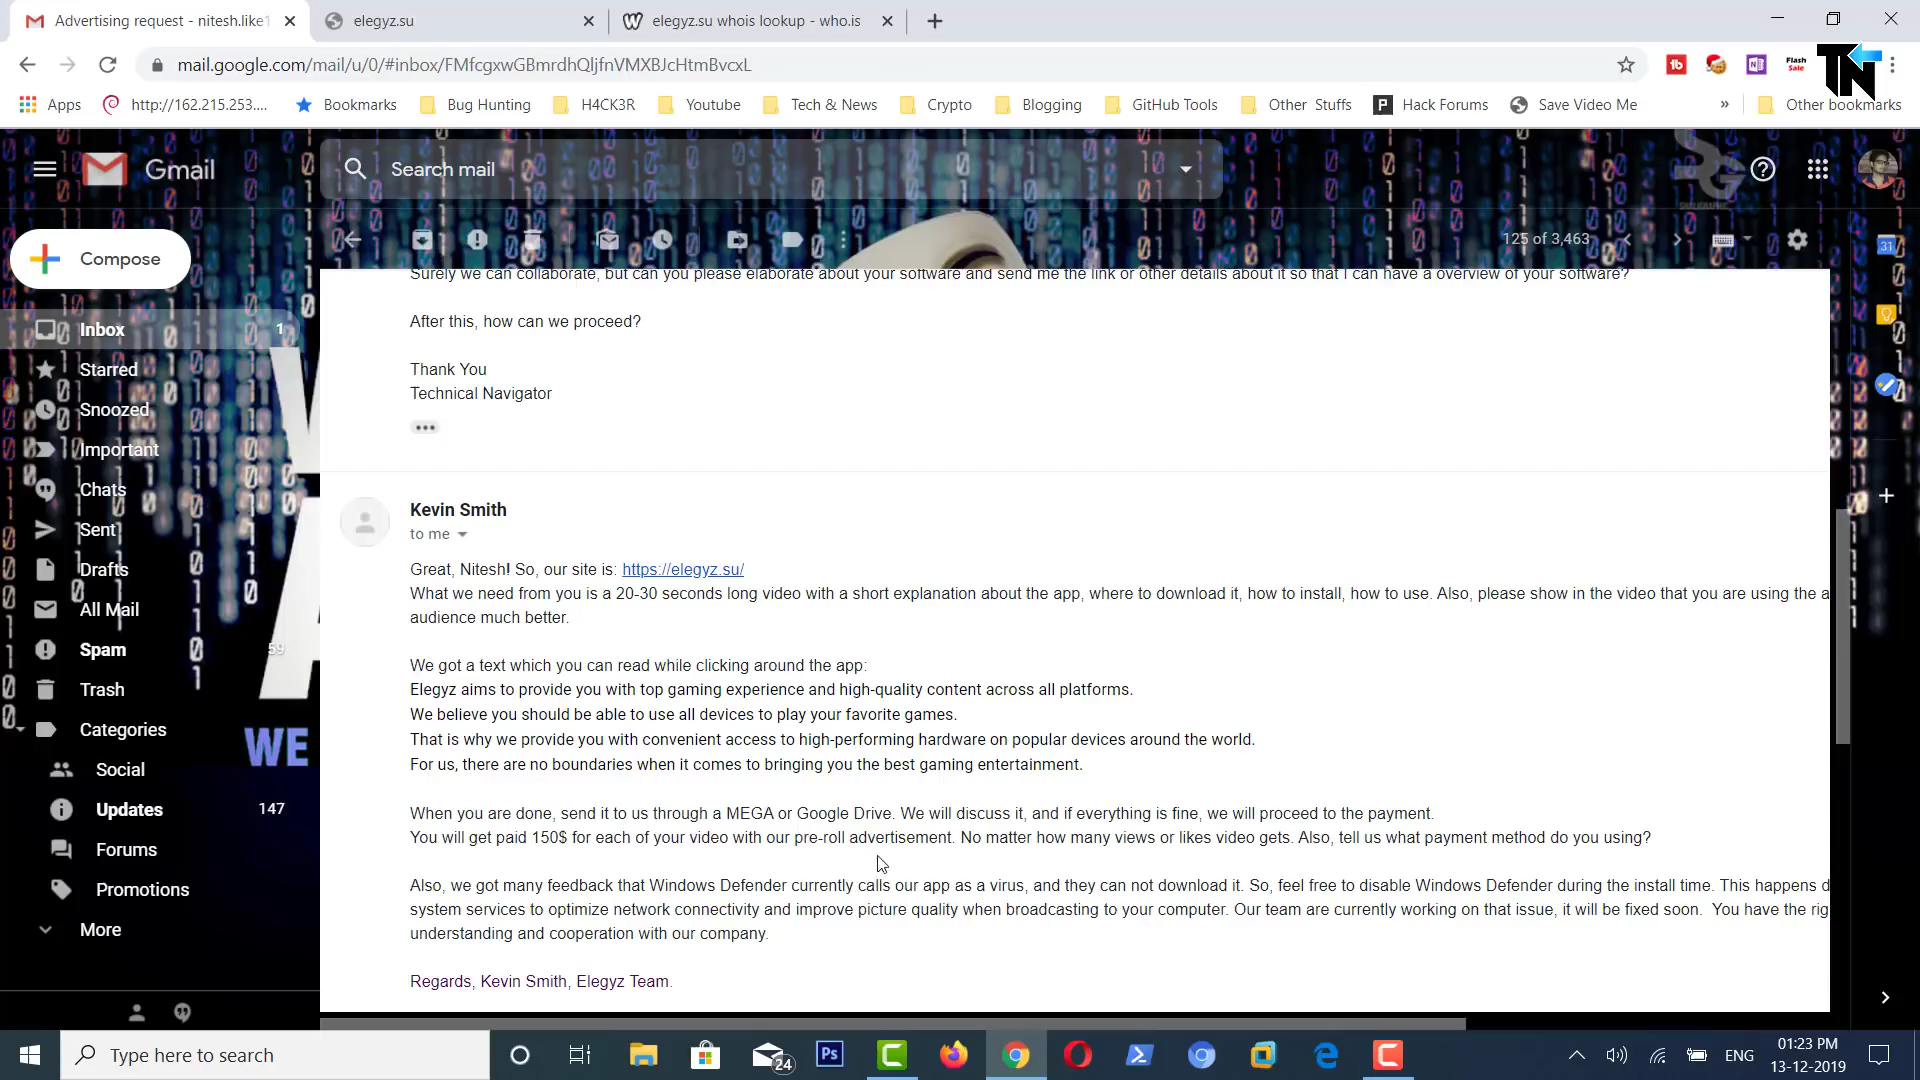 Advertising request - nitesh.like1
elegyz.su
elegyz.su whois lookup - who.is
mail.google.com/mail/u/0/#inbox/FMfcgxwGBmrdhQljfnVMXBJcHtmBvcxL
Flash Sale
TN
Apps
http://162.215.253....
Bookmarks
Bug Hunting
H4CK3R
Youtube
Tech & News
Crypto
Blogging
GitHub Tools
Other Stuffs
Hack Forums
Save Video Me
»
Other bookmarks
Gmail
Search mail
125 of 3,463
Compose
Surely we can collaborate, but can you please elaborate about your software and send me the link or other details about it so that I can have a overview of your software?
After this, how can we proceed?
Thank You
Technical Navigator
Inbox 1
Starred
Snoozed
Important
Chats
Sent
Drafts
All Mail
Spam 59
Trash
Categories
Social
Updates 147
Forums
Promotions
More
WE
Kevin Smith
to me
Great, Nitesh! So, our site is: https://elegyz.su/
What we need from you is a 20-30 seconds long video with a short explanation about the app, where to download it, how to install, how to use. Also, please show in the video that you are using the a
audience much better.
We got a text which you can read while clicking around the app:
Elegyz aims to provide you with top gaming experience and high-quality content across all platforms.
We believe you should be able to use all devices to play your favorite games.
That is why we provide you with convenient access to high-performing hardware on popular devices around the world.
For us, there are no boundaries when it comes to bringing you the best gaming entertainment.
When you are done, send it to us through a MEGA or Google Drive. We will discuss it, and if everything is fine, we will proceed to the payment.
You will get paid 150$ for each of your video with our pre-roll advertisement. No matter how many views or likes video gets. Also, tell us what payment method do you using?
Also, we got many feedback that Windows Defender currently calls our app as a virus, and they can not download it. So, feel free to disable Windows Defender during the install time. This happens d
system services to optimize network connectivity and improve picture quality when broadcasting to your computer. Our team are currently working on that issue, it will be fixed soon. You have the rig
understanding and cooperation with our company.
Regards, Kevin Smith, Elegyz Team.
Type here to search
24
Ps
ENG
01:23 PM
13-12-2019